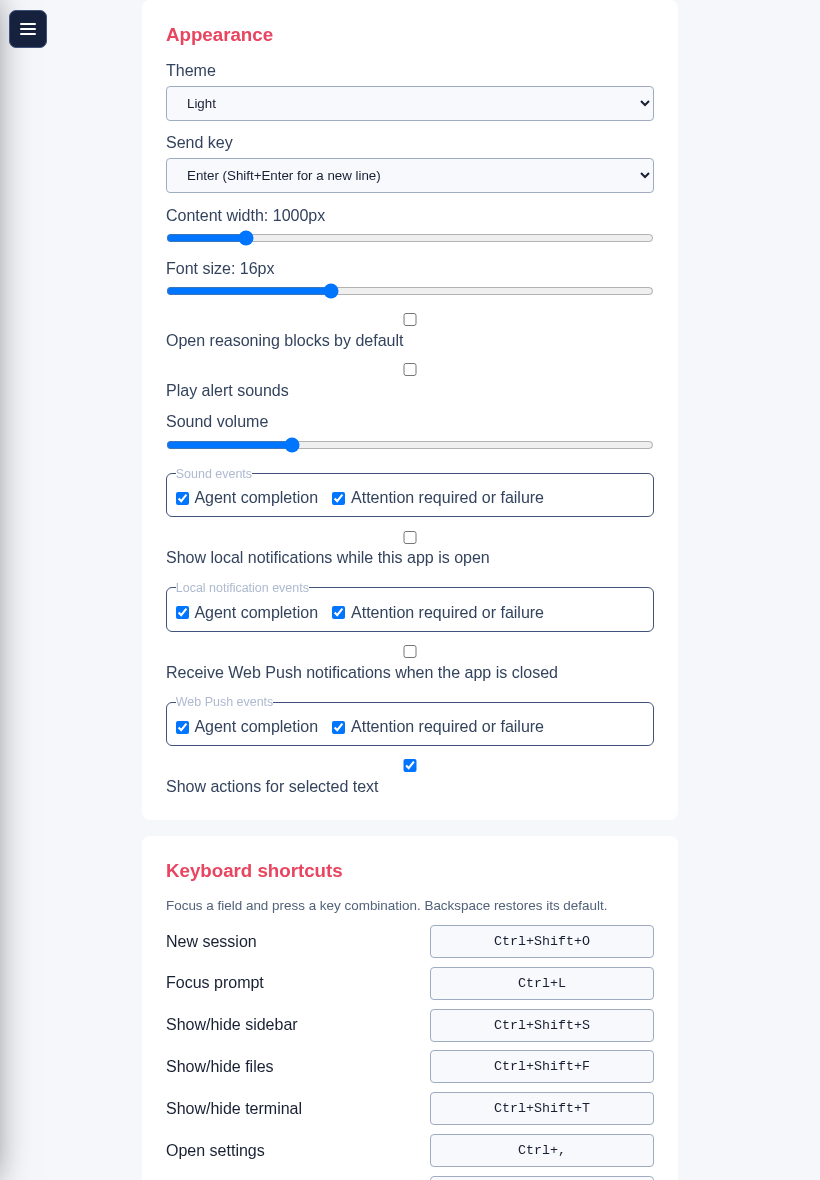 Appearance
Theme
Light
Send key
Enter (Shift+Enter for a new line)
Content width: 1000px
Font size: 16px
Open reasoning blocks by default
Play alert sounds
Sound volume
Sound events
Agent completion Attention required or failure
Show local notifications while this app is open
Local notification events
Agent completion Attention required or failure
Receive Web Push notifications when the app is closed
Web Push events
Agent completion Attention required or failure
Show actions for selected text
Keyboard shortcuts
Focus a field and press a key combination. Backspace restores its default.
New session Ctrl+Shift+O
Focus prompt Ctrl+L
Show/hide sidebar Ctrl+Shift+S
Show/hide files Ctrl+Shift+F
Show/hide terminal Ctrl+Shift+T
Open settings Ctrl+,